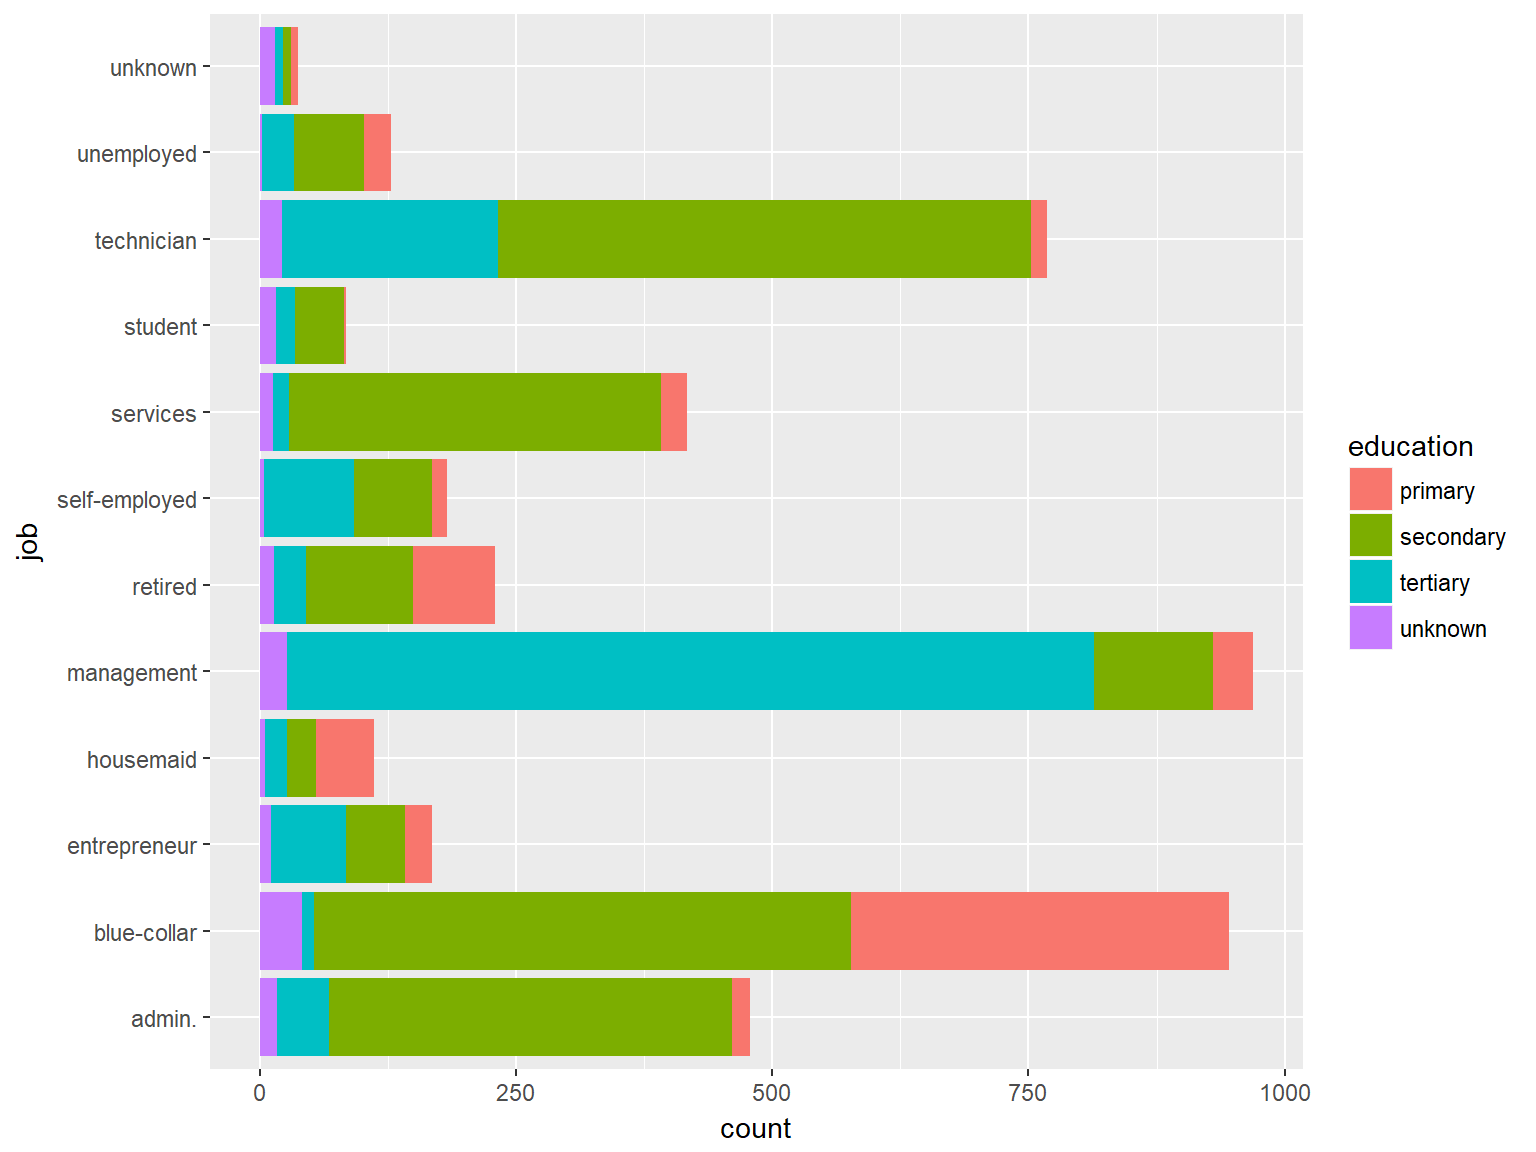 unknown
unemployed
technician
student
services
self-employed
retired
management
housemaid
entrepreneur
blue-collar
admin.
job
0 250 500 750 1000
count
education
primary
secondary
tertiary
unknown